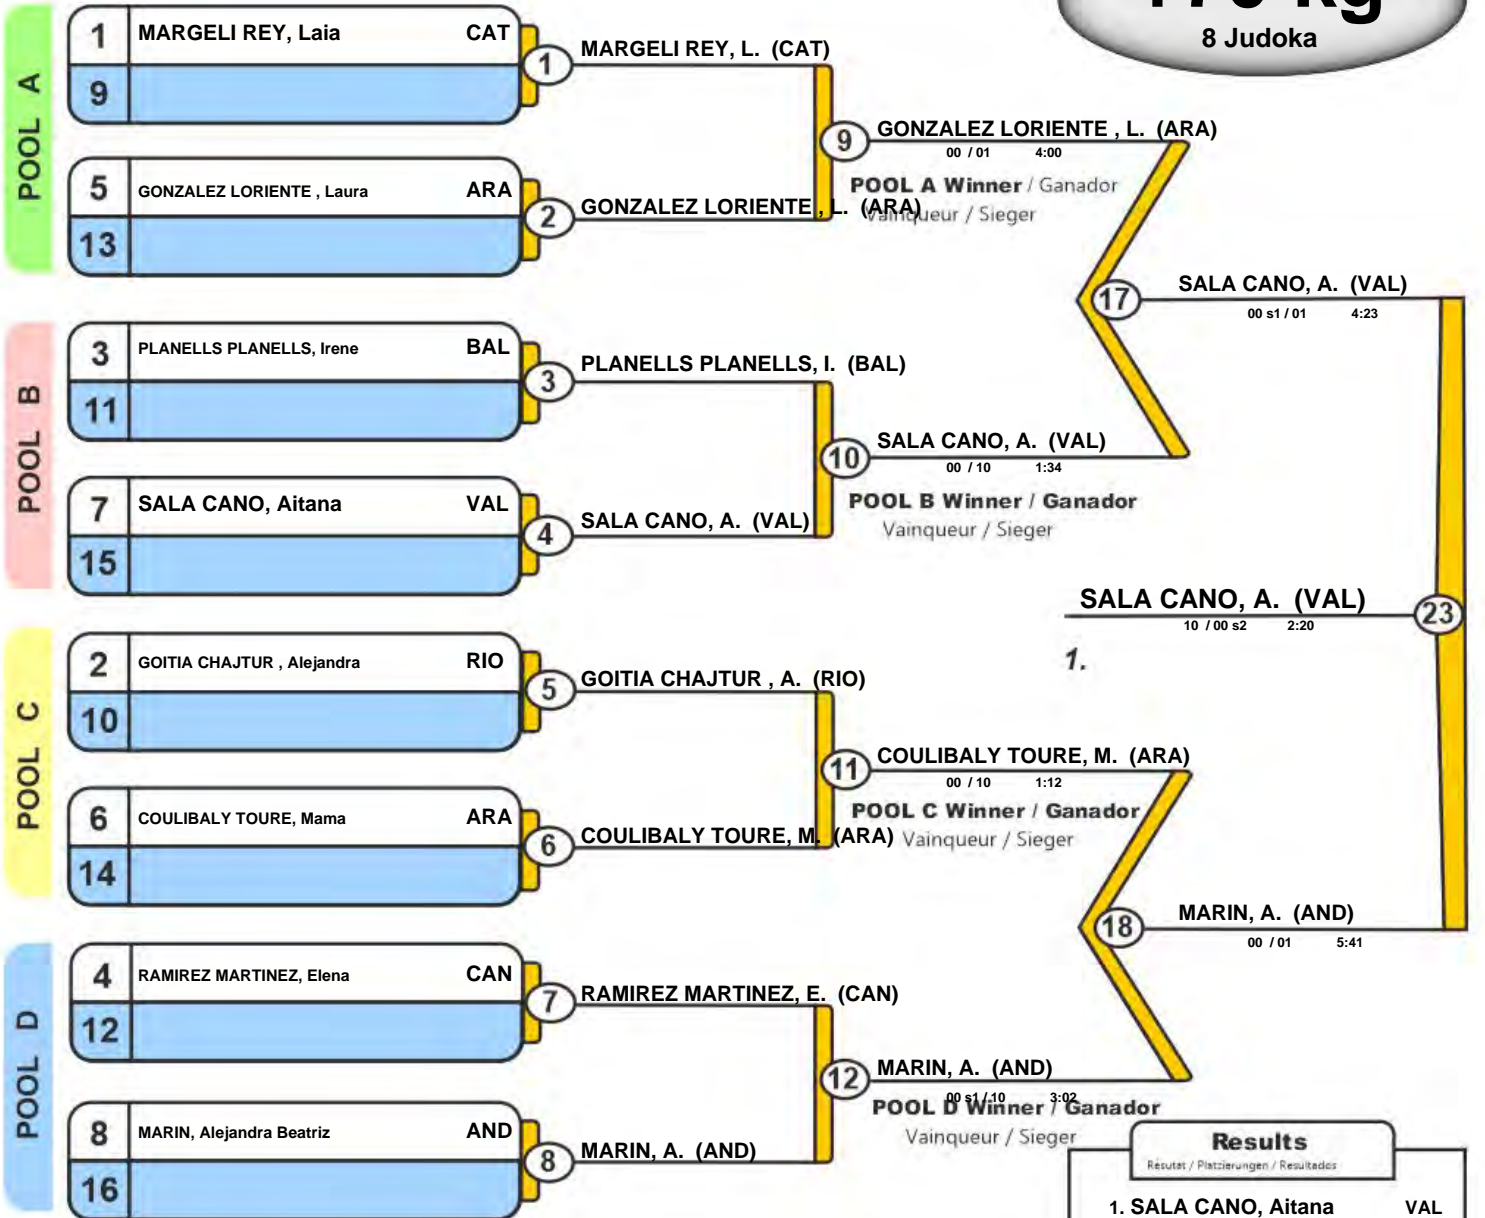 8 Judoka
POOL A
1 MARGELI REY, Laia CAT
9
1
MARGELI REY, L. (CAT)
5 GONZALEZ LORIENTE , Laura ARA
13
2
GONZALEZ LORIENTE , L. (ARA)
9
GONZALEZ LORIENTE , L. (ARA)
00 / 01 4:00
POOL A Winner / Ganador
Vainqueur / Sieger
POOL B
3 PLANELLS PLANELLS, Irene BAL
11
3
PLANELLS PLANELLS, I. (BAL)
7 SALA CANO, Aitana VAL
15
4
SALA CANO, A. (VAL)
10
SALA CANO, A. (VAL)
00 / 10 1:34
POOL B Winner / Ganador
Vainqueur / Sieger
17
SALA CANO, A. (VAL)
00 s1 / 01 4:23
SALA CANO, A. (VAL)
10 / 00 s2 2:20
23
1.
POOL C
2 GOITIA CHAJTUR , Alejandra RIO
10
5
GOITIA CHAJTUR , A. (RIO)
6 COULIBALY TOURE, Mama ARA
14
6
COULIBALY TOURE, M. (ARA)
11
COULIBALY TOURE, M. (ARA)
00 / 10 1:12
POOL C Winner / Ganador
Vainqueur / Sieger
18
MARIN, A. (AND)
00 / 01 5:41
POOL D
4 RAMIREZ MARTINEZ, Elena CAN
12
7
RAMIREZ MARTINEZ, E. (CAN)
8 MARIN, Alejandra Beatriz AND
16
8
MARIN, A. (AND)
12
MARIN, A. (AND)
00 s1 / 10 3:02
POOL D Winner / Ganador
Vainqueur / Sieger
Results
Résutat / Platzierungen / Resultados
1. SALA CANO, Aitana VAL